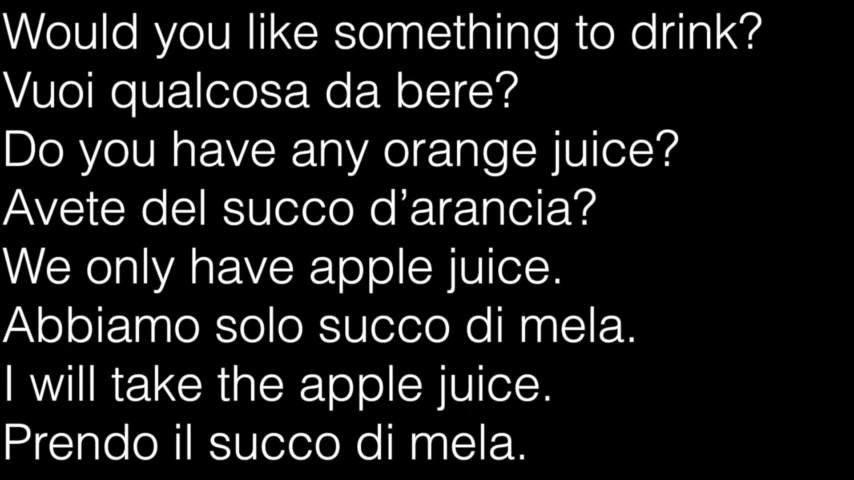 Would you like something to drink?
Vuoi qualcosa da bere?
Do you have any orange juice?
Avete del succo d’arancia?
We only have apple juice.
Abbiamo solo succo di mela.
I will take the apple juice.
Prendo il succo di mela.